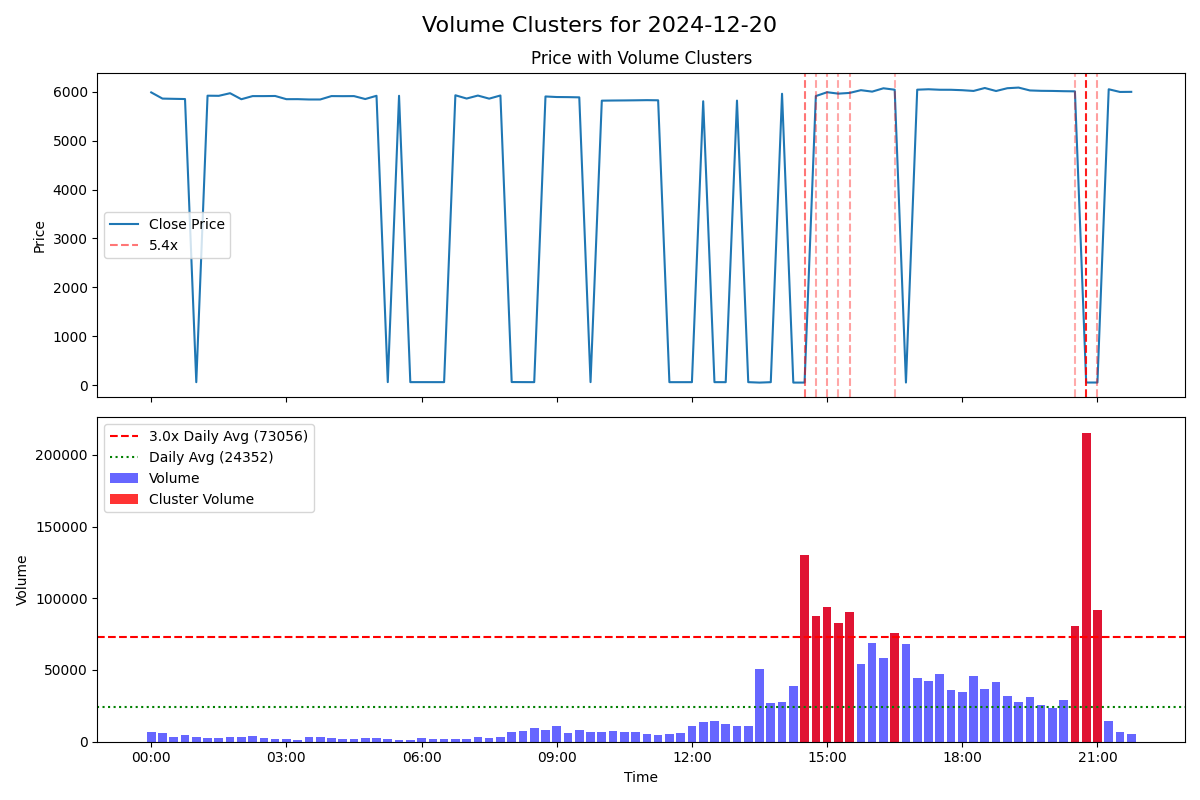 Volume Clusters for 2024-12-20
Price with Volume Clusters
6000
5000
4000
3000
2000
1000
0
Price
Close Price
5.4x
200000
150000
100000
50000
0
Volume
3.0x Daily Avg (73056)
Daily Avg (24352)
Volume
Cluster Volume
00:00 03:00 06:00 09:00 12:00 15:00 18:00 21:00
Time